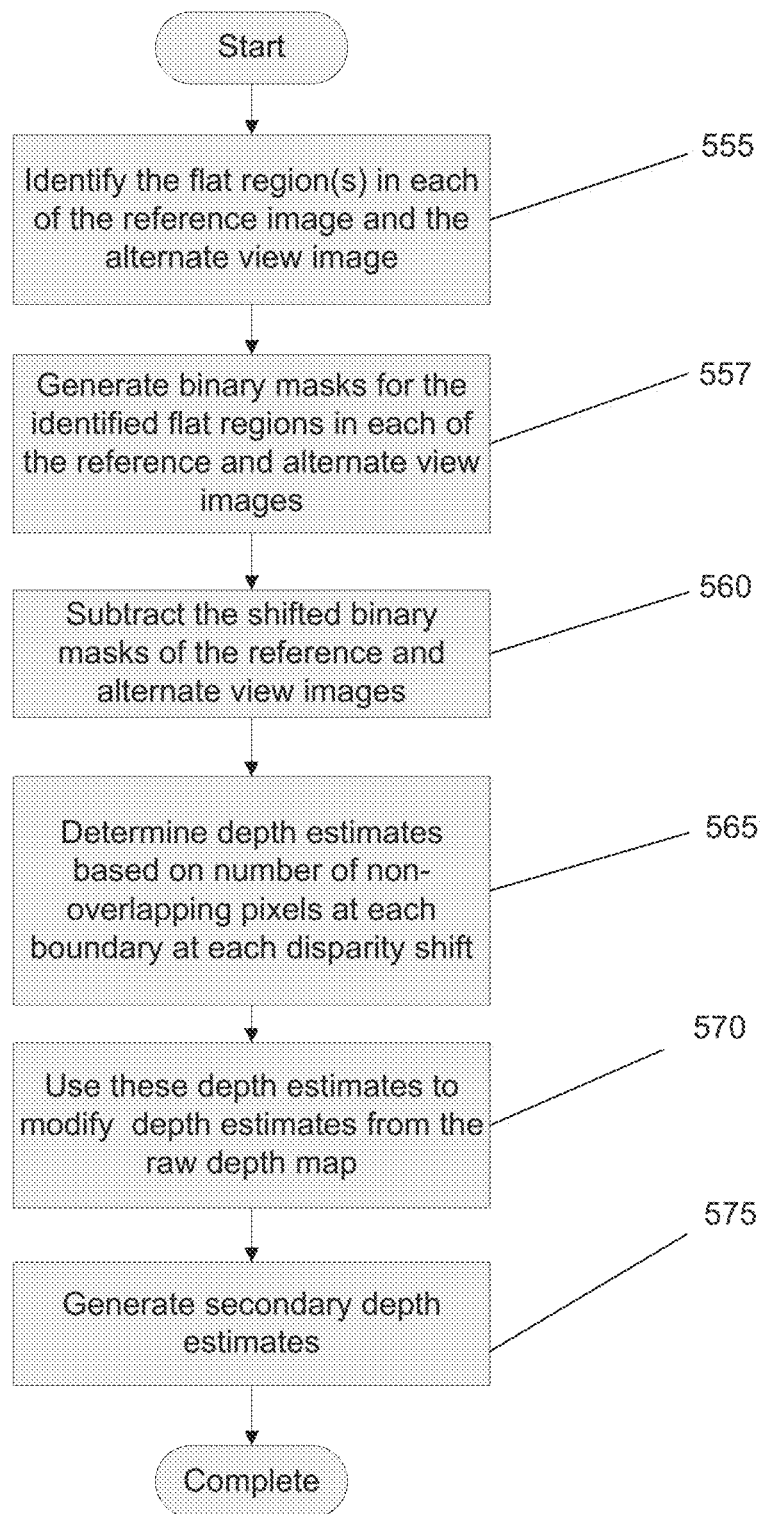 Start
Identify the flat region(s) in each
of the reference image and the
alternate view image
555
Generate binary masks for the
identified flat regions in each of
the reference and alternate view
images
557
Subtract the shifted binary
masks of the reference and
alternate view images
560
Determine depth estimates
based on number of non-
overlapping pixels at each
boundary at each disparity shift
565
Use these depth estimates to
modify depth estimates from the
raw depth map
570
Generate secondary depth
estimates
575
Complete